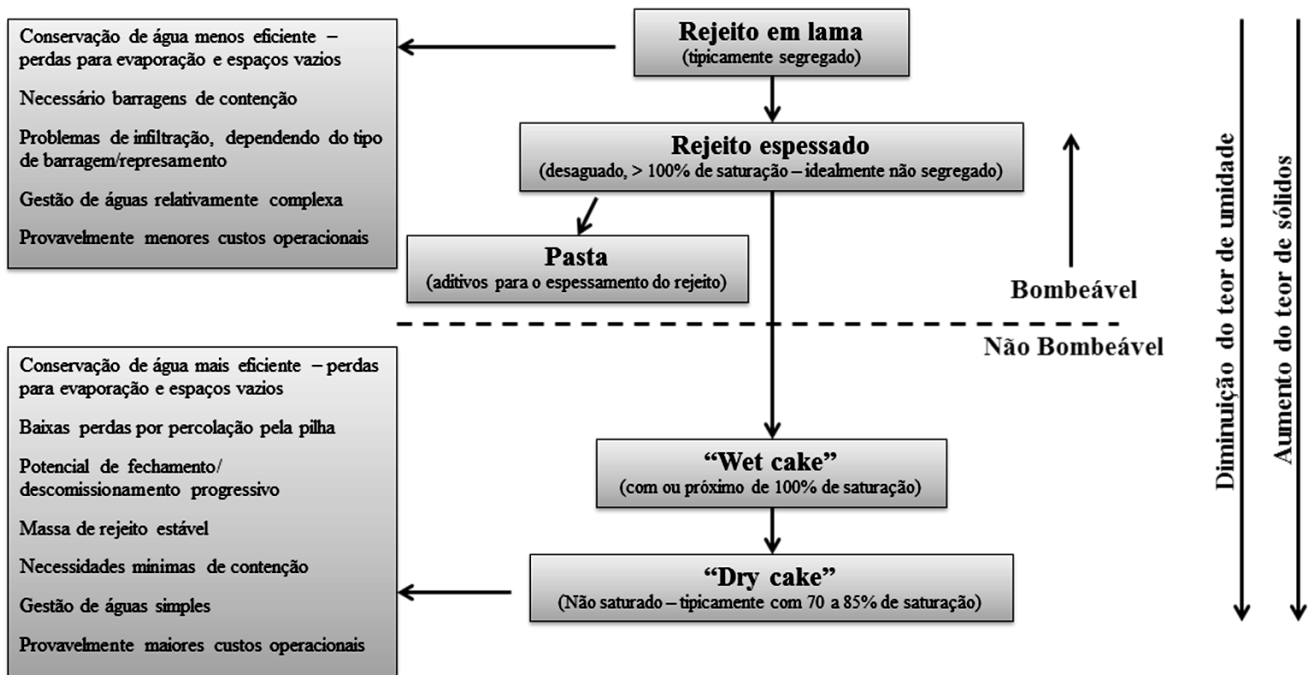 Rejeito em lama
(tipicamente segregado)
Conservação de água menos eficiente –
perdas para evaporação e espaços vazios
Necessário barragens de contenção
Problemas de infiltração, dependendo do tipo
de barragem/represamento
Gestão de águas relativamente complexa
Provavelmente menores custos operacionais
Rejeito espessado
(desaguado, > 100% de saturação – idealmente não segregado)
Pasta
(aditivos para o espessamento do rejeito)
Bombeável
Não Bombeável
Diminuição do teor de umidade
Aumento do teor de sólidos
Conservação de água mais eficiente – perdas
para evaporação e espaços vazios
Baixas perdas por percolação pela pilha
Potencial de fechamento/
descomissionamento progressivo
Massa de rejeito estável
Necessidades mínimas de contenção
Gestão de águas simples
Provavelmente maiores custos operacionais
“Wet cake”
(com ou próximo de 100% de saturação)
“Dry cake”
(Não saturado – tipicamente com 70 a 85% de saturação)